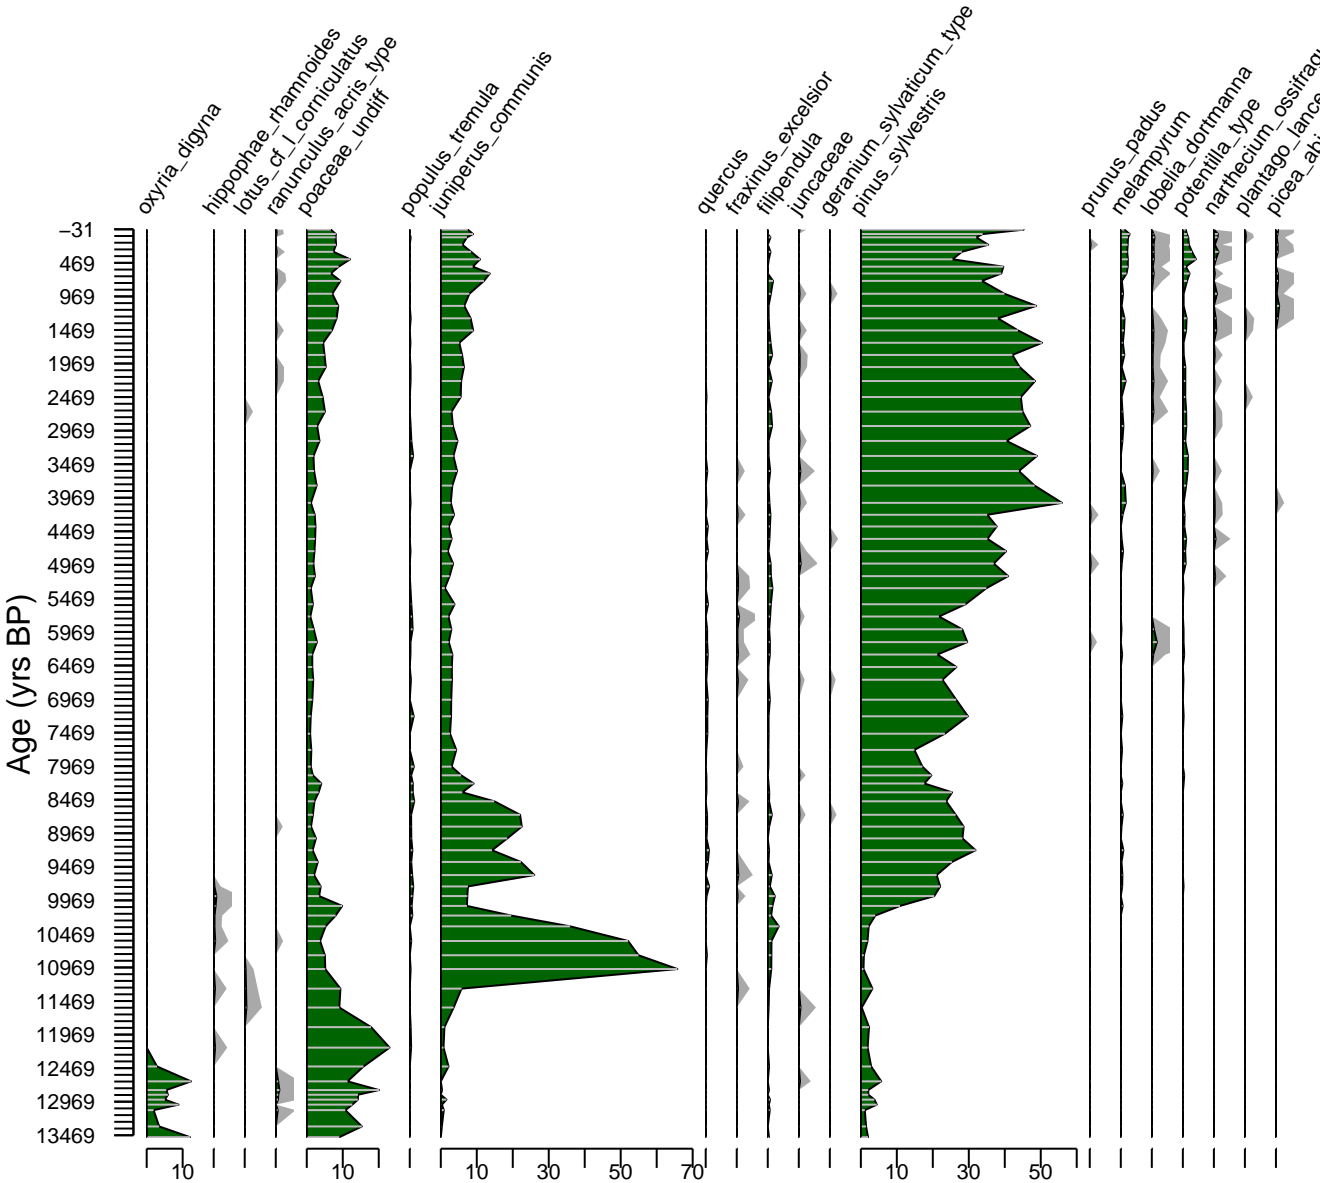 oxyria_digyna
hippophae_rhamnoides
lotus_cf_l_corniculatus
ranunculus_acris_type
poaceae_undiff
populus_tremula
juniperus_communis
quercus
fraxinus_excelsior
filipendula
juncaceae
geranium_sylvaticum_type
pinus_sylvestris
prunus_padus
melampyrum
lobelia_dortmanna
potentilla_type
narthecium_ossifragu
plantago_lance
picea_abi
Age (yrs BP)
−31
469
969
1469
1969
2469
2969
3469
3969
4469
4969
5469
5969
6469
6969
7469
7969
8469
8969
9469
9969
10469
10969
11469
11969
12469
12969
13469
10 10 10 30 50 70 10 30 50